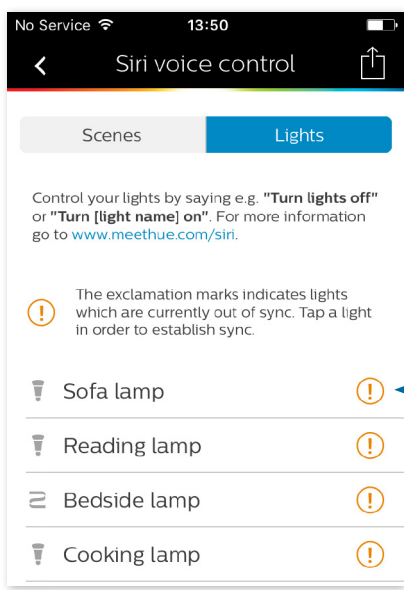 No Service 13:50
Siri voice control
Scenes Lights
Control your lights by saying e.g. "Turn lights off"
or "Turn [light name] on". For more information
go to www.meethue.com/siri.
The exclamation marks indicates lights
which are currently out of sync. Tap a light
in order to establish sync.
Sofa lamp
Reading lamp
Bedside lamp
Cooking lamp